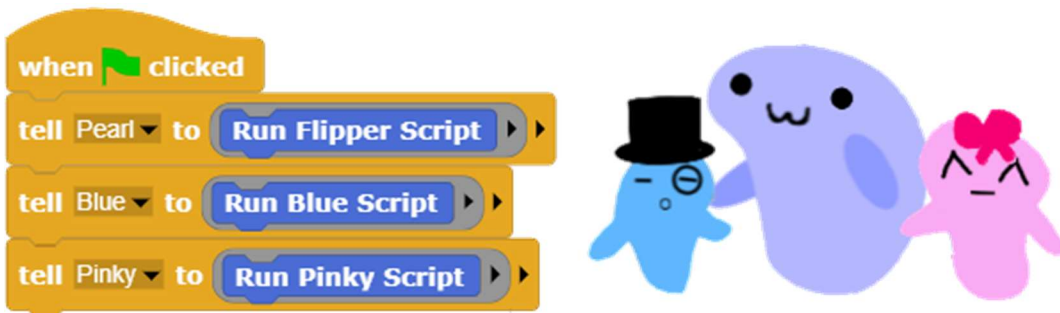 when clicked
tell Pearl to Run Flipper Script
tell Blue to Run Blue Script
tell Pinky to Run Pinky Script